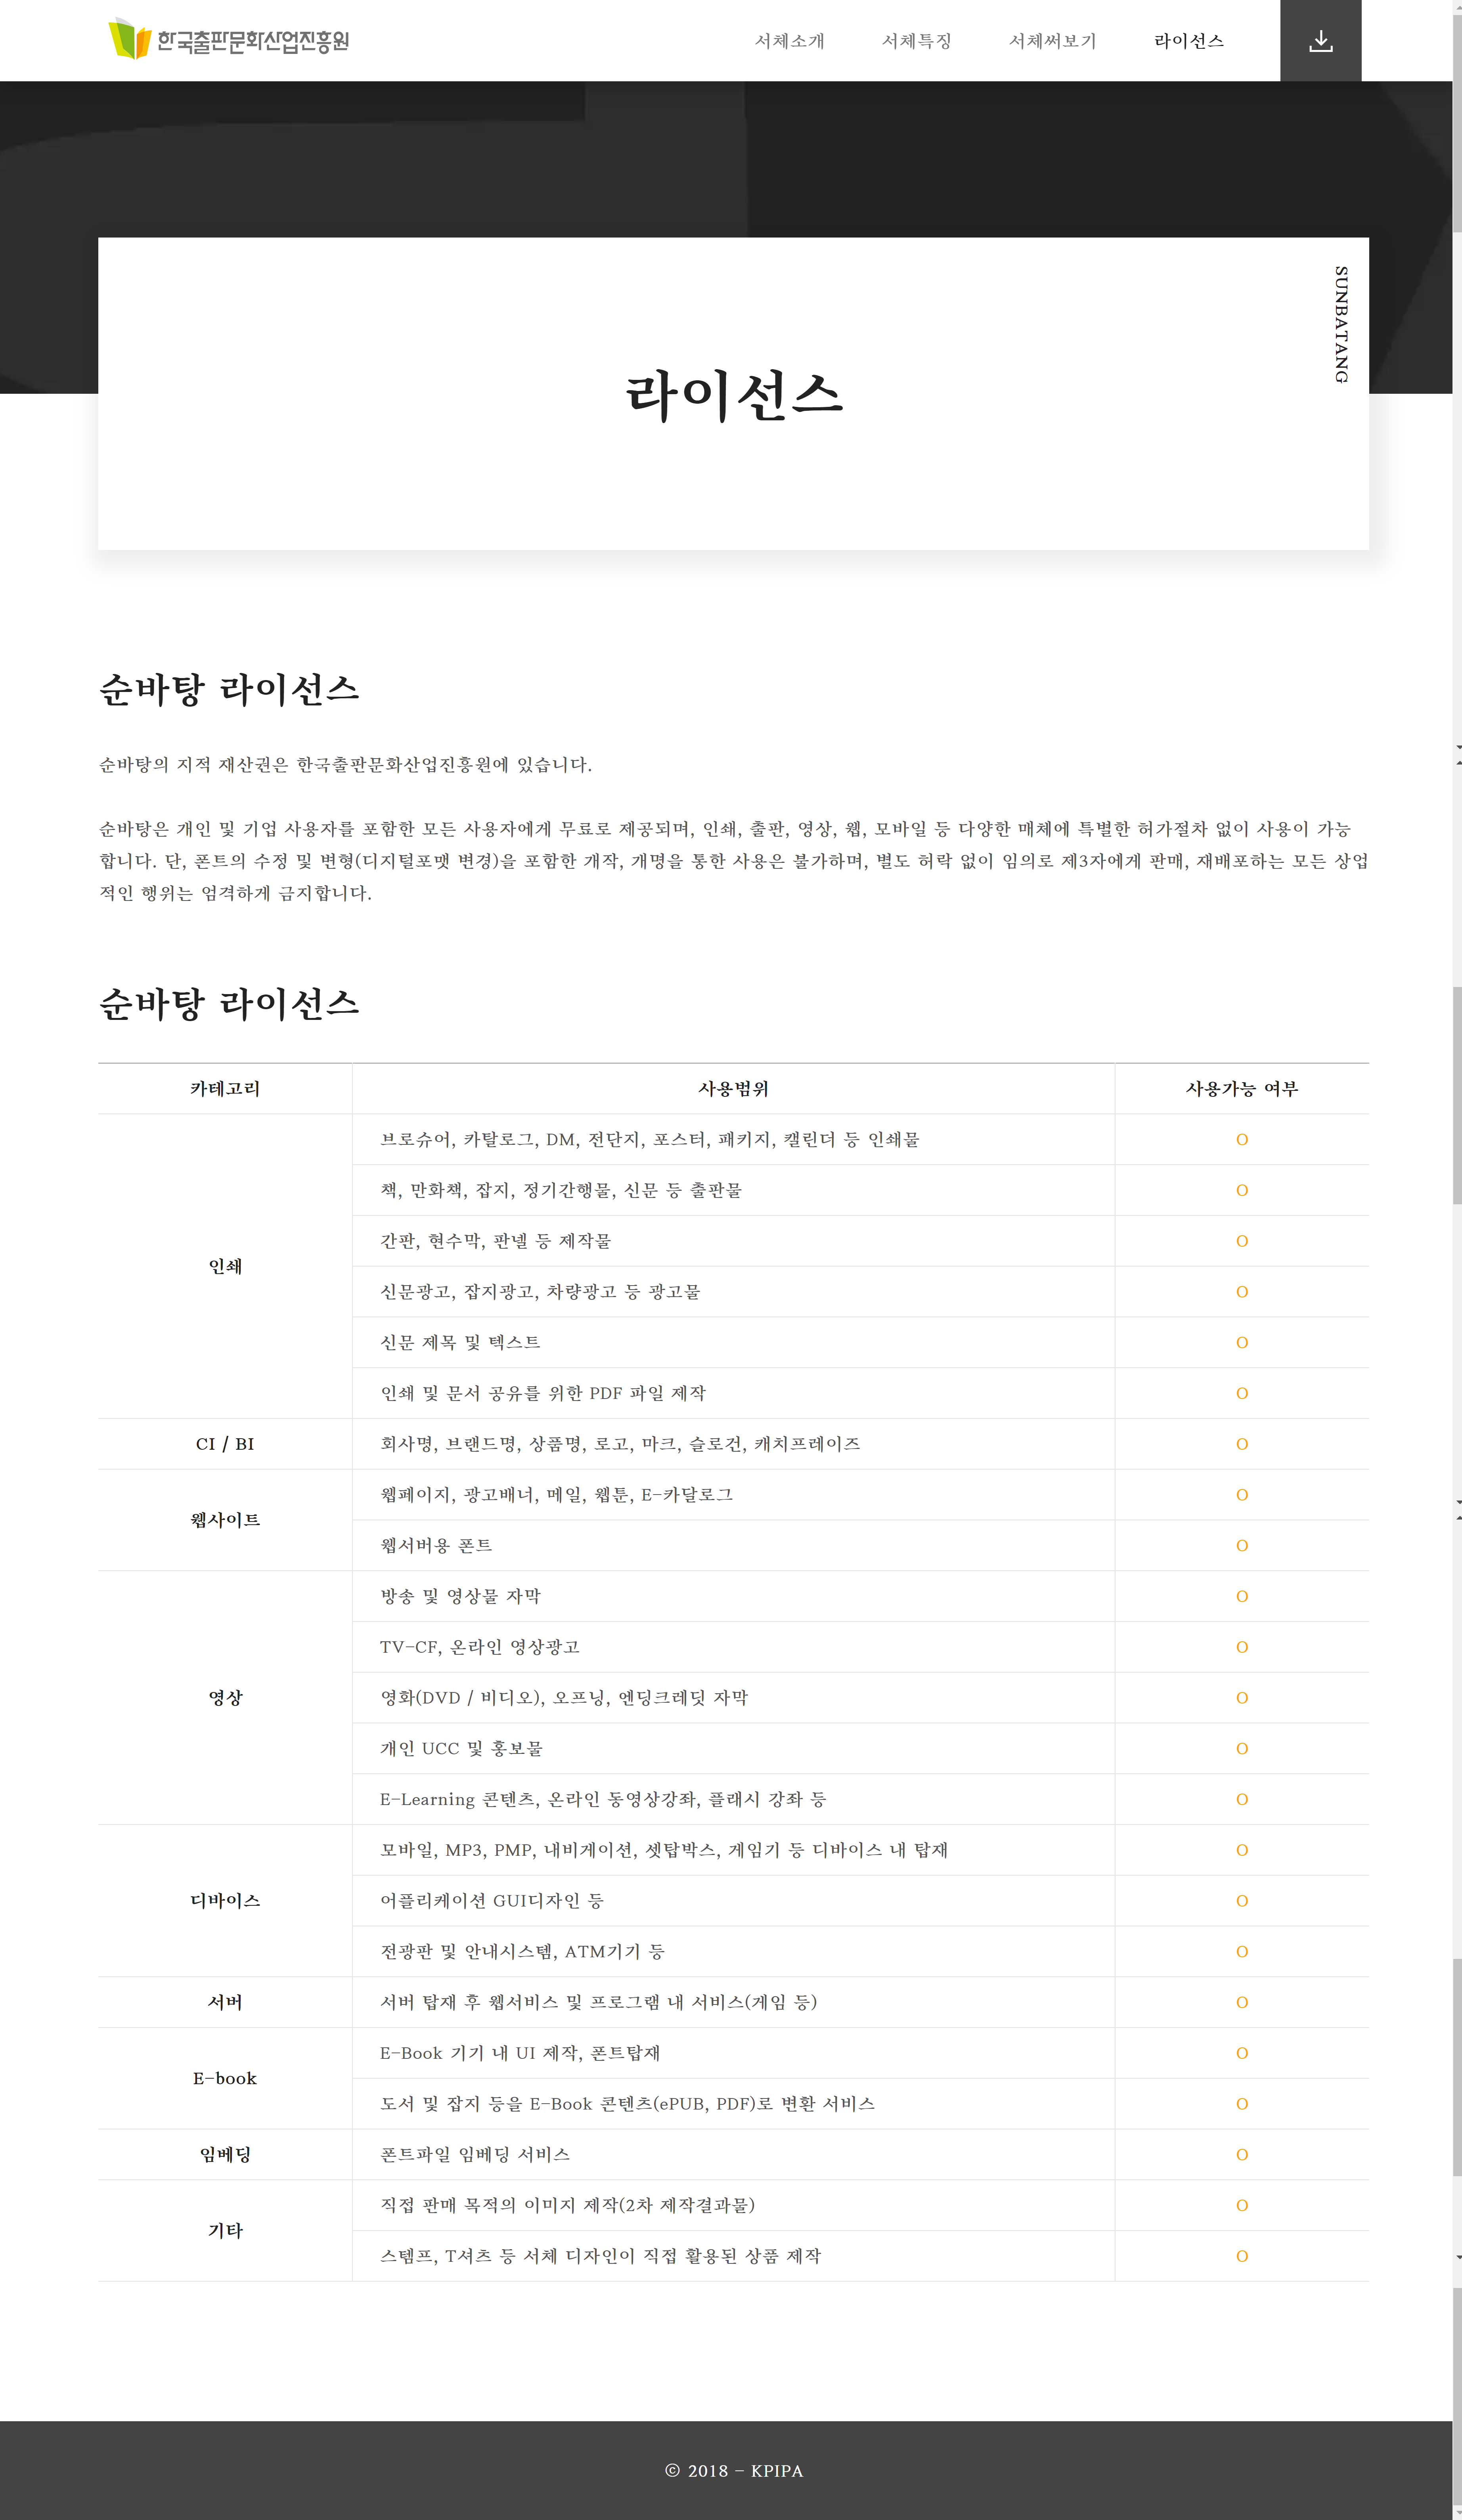 한국출판문화산업진흥원
서체소개
서체특징
서체써보기
라이선스
SUNBATANG
라이선스
순바탕 라이선스
순바탕의 지적 재산권은 한국출판문화산업진흥원에 있습니다.
순바탕은 개인 및 기업 사용자를 포함한 모든 사용자에게 무료로 제공되며, 인쇄, 출판, 영상, 웹, 모바일 등 다양한 매체에 특별한 허가절차 없이 사용이 가능
합니다. 단, 폰트의 수정 및 변형(디지털포맷 변경)을 포함한 개작, 개명을 통한 사용은 불가하며, 별도 허락 없이 임의로 제3자에게 판매, 재배포하는 모든 상업
적인 행위는 엄격하게 금지합니다.
순바탕 라이선스
카테고리 사용범위 사용가능 여부
인쇄
브로슈어, 카탈로그, DM, 전단지, 포스터, 패키지, 캘린더 등 인쇄물 O
책, 만화책, 잡지, 정기간행물, 신문 등 출판물 O
간판, 현수막, 판넬 등 제작물 O
신문광고, 잡지광고, 차량광고 등 광고물 O
신문 제목 및 텍스트 O
인쇄 및 문서 공유를 위한 PDF 파일 제작 O
CI / BI 회사명, 브랜드명, 상품명, 로고, 마크, 슬로건, 캐치프레이즈 O
웹사이트
웹페이지, 광고배너, 메일, 웹툰, E-카달로그 O
웹서버용 폰트 O
영상
방송 및 영상물 자막 O
TV-CF, 온라인 영상광고 O
영화(DVD / 비디오), 오프닝, 엔딩크레딧 자막 O
개인 UCC 및 홍보물 O
E-Learning 콘텐츠, 온라인 동영상강좌, 플래시 강좌 등 O
디바이스
모바일, MP3, PMP, 내비게이션, 셋탑박스, 게임기 등 디바이스 내 탑재 O
어플리케이션 GUI디자인 등 O
전광판 및 안내시스템, ATM기기 등 O
서버 서버 탑재 후 웹서비스 및 프로그램 내 서비스(게임 등) O
E-book
E-Book 기기 내 UI 제작, 폰트탑재 O
도서 및 잡지 등을 E-Book 콘텐츠(ePUB, PDF)로 변환 서비스 O
임베딩 폰트파일 임베딩 서비스 O
기타
직접 판매 목적의 이미지 제작(2차 제작결과물) O
스템프, T셔츠 등 서체 디자인이 직접 활용된 상품 제작 O
ⓒ 2018 - KPIPA